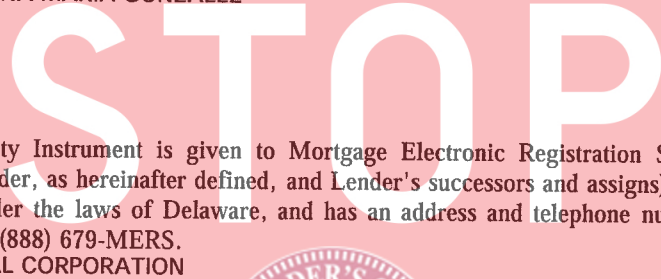 STOP
ty Instrument is given to Mortgage Electronic Registration S
der, as hereinafter defined, and Lender's successors and assigns)
ler the laws of Delaware, and has an address and telephone nu
(888) 679-MERS.
L CORPORATION
DER'S